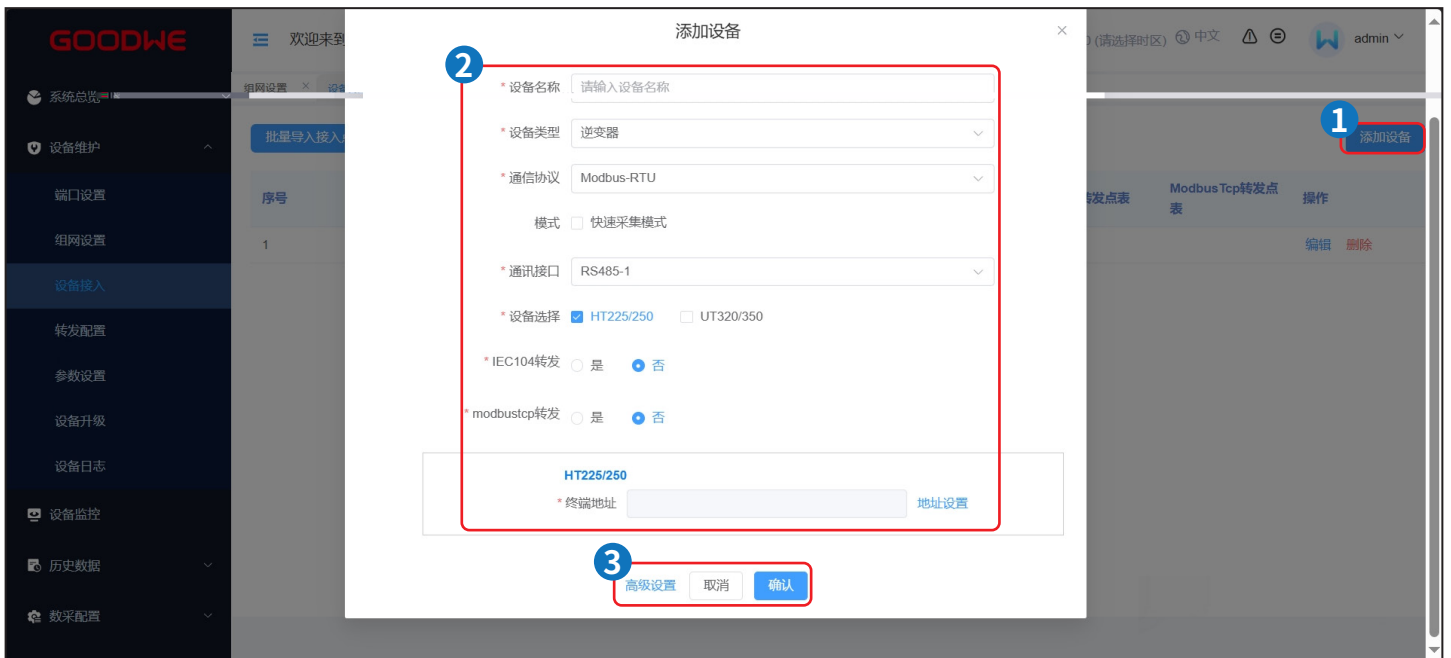 GOODWE
欢迎来到
(请选择时区)
中文
admin
系统总览
组网设置 ×
设备维护
批量导入接入
添加设备
端口设置
组网设置
设备接入
转发配置
参数设置
设备升级
设备日志
设备监控
历史数据
数采配置
序号
转发点表
ModbusTcp转发点
表
操作
1
编辑 删除
1
添加设备
×
2
* 设备名称 请输入设备名称
* 设备类型 逆变器
* 通信协议 Modbus-RTU
模式 快速采集模式
* 通讯接口 RS485-1
* 设备选择 HT225/250 UT320/350
* IEC104转发 是 否
* modbustcp转发 是 否
HT225/250
* 终端地址 地址设置
3
高级设置 取消 确认